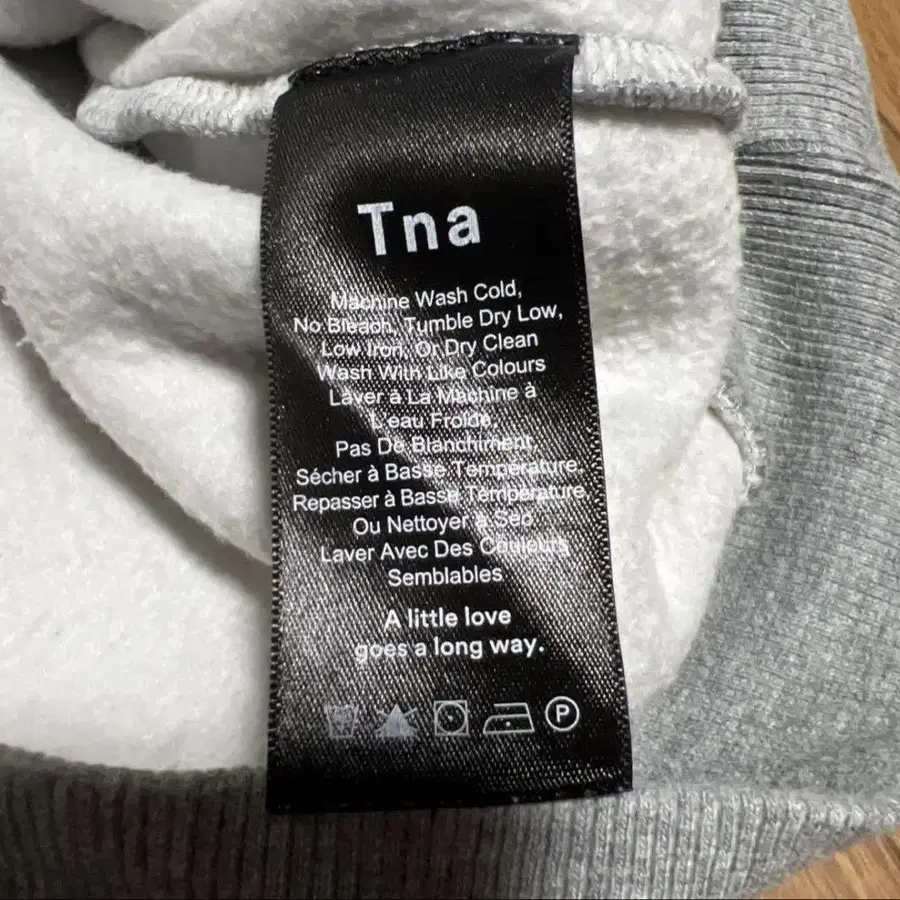 Tna
Machine Wash Cold,
No Bleach, Tumble Dry Low,
Low Iron, Or Dry Clean
Wash With Like Colours
Laver à La Machine à
L'eau Froide,
Pas De Blanchiment,
Sécher à Basse Température,
Repasser à Basse Température,
Ou Nettoyer à Sec
Laver Avec Des Couleurs
Semblables
A little love
goes a long way.
P